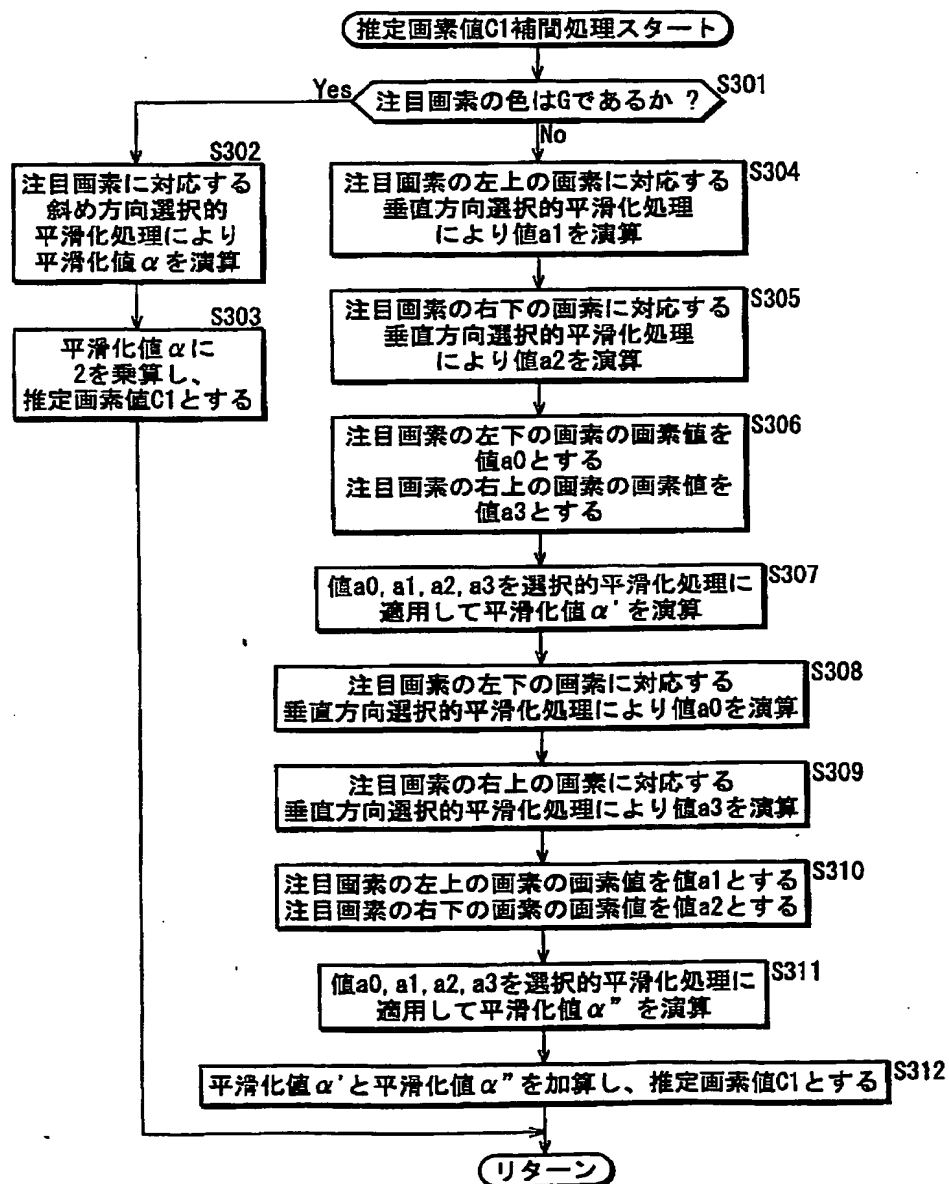 推定画素値C1補間処理スタート
S301
注目画素の色はGであるか ?
Yes
No
S302
注目画素に対応する
斜め方向選択的
平滑化処理により
平滑化値αを演算
S303
平滑化値αに
2を乗算し、
推定画素値C1とする
S304
注目画素の左上の画素に対応する
垂直方向選択的平滑化処理
により値a1を演算
S305
注目画素の右下の画素に対応する
垂直方向選択的平滑化処理
により値a2を演算
S306
注目画素の左下の画素の画素値を
値a0とする
注目画素の右上の画素の画素値を
値a3とする
S307
値a0, a1, a2, a3を選択的平滑化処理に
適用して平滑化値α'を演算
S308
注目画素の左下の画素に対応する
垂直方向選択的平滑化処理により値a0を演算
S309
注目画素の右上の画素に対応する
垂直方向選択的平滑化処理により値a3を演算
S310
注目画素の左上の画素の画素値を値a1とする
注目画素の右下の画素の画素値を値a2とする
S311
値a0, a1, a2, a3を選択的平滑化処理に
適用して平滑化値α”を演算
S312
平滑化値α'と平滑化値α”を加算し、推定画素値C1とする
リターン